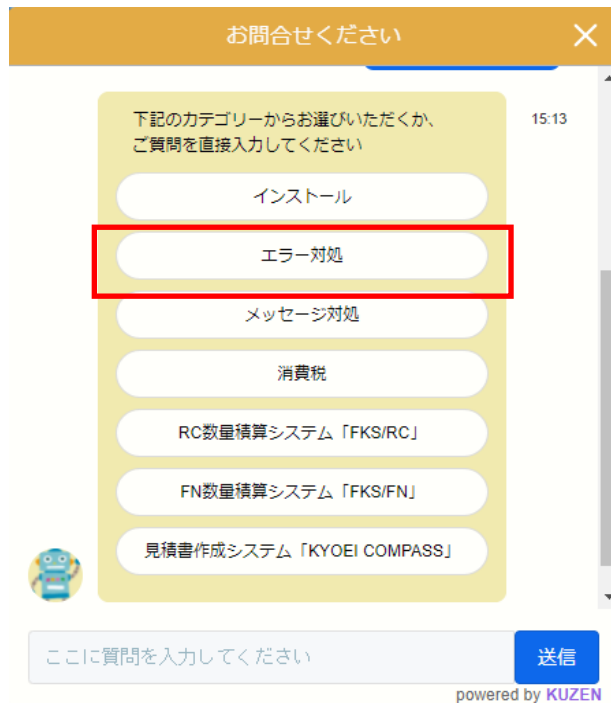 お問合せください
下記のカテゴリーからお選びいただくか、
ご質問を直接入力してください
15:13
インストール
エラー対処
メッセージ対処
消費税
RC数量積算システム「FKS/RC」
FN数量積算システム「FKS/FN」
見積書作成システム「KYOEI COMPASS」
ここに質問を入力してください
送信
powered by KUZEN